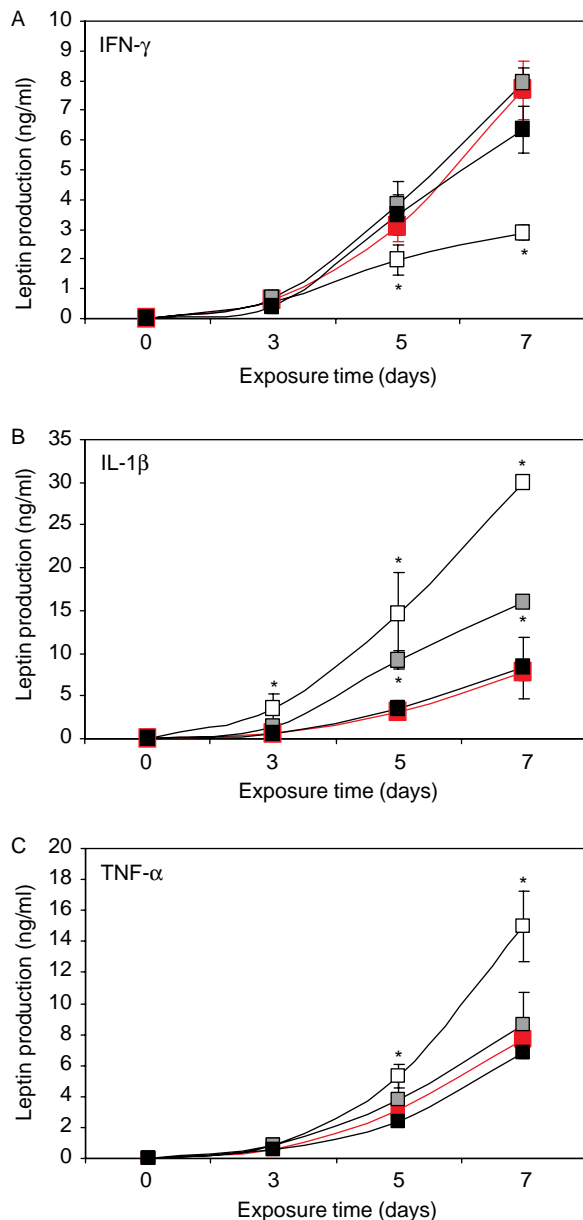 A
IFN-γ
Leptin production (ng/ml)
10
9
8
7
6
5
4
3
2
1
0
*
*
0 3 5 7
Exposure time (days)
B
IL-1β
Leptin production (ng/ml)
35
30
25
20
15
10
5
0
*
*
*
*
*
0 3 5 7
Exposure time (days)
C
TNF-α
Leptin production (ng/ml)
20
18
16
14
12
10
8
6
4
2
0
*
*
0 3 5 7
Exposure time (days)